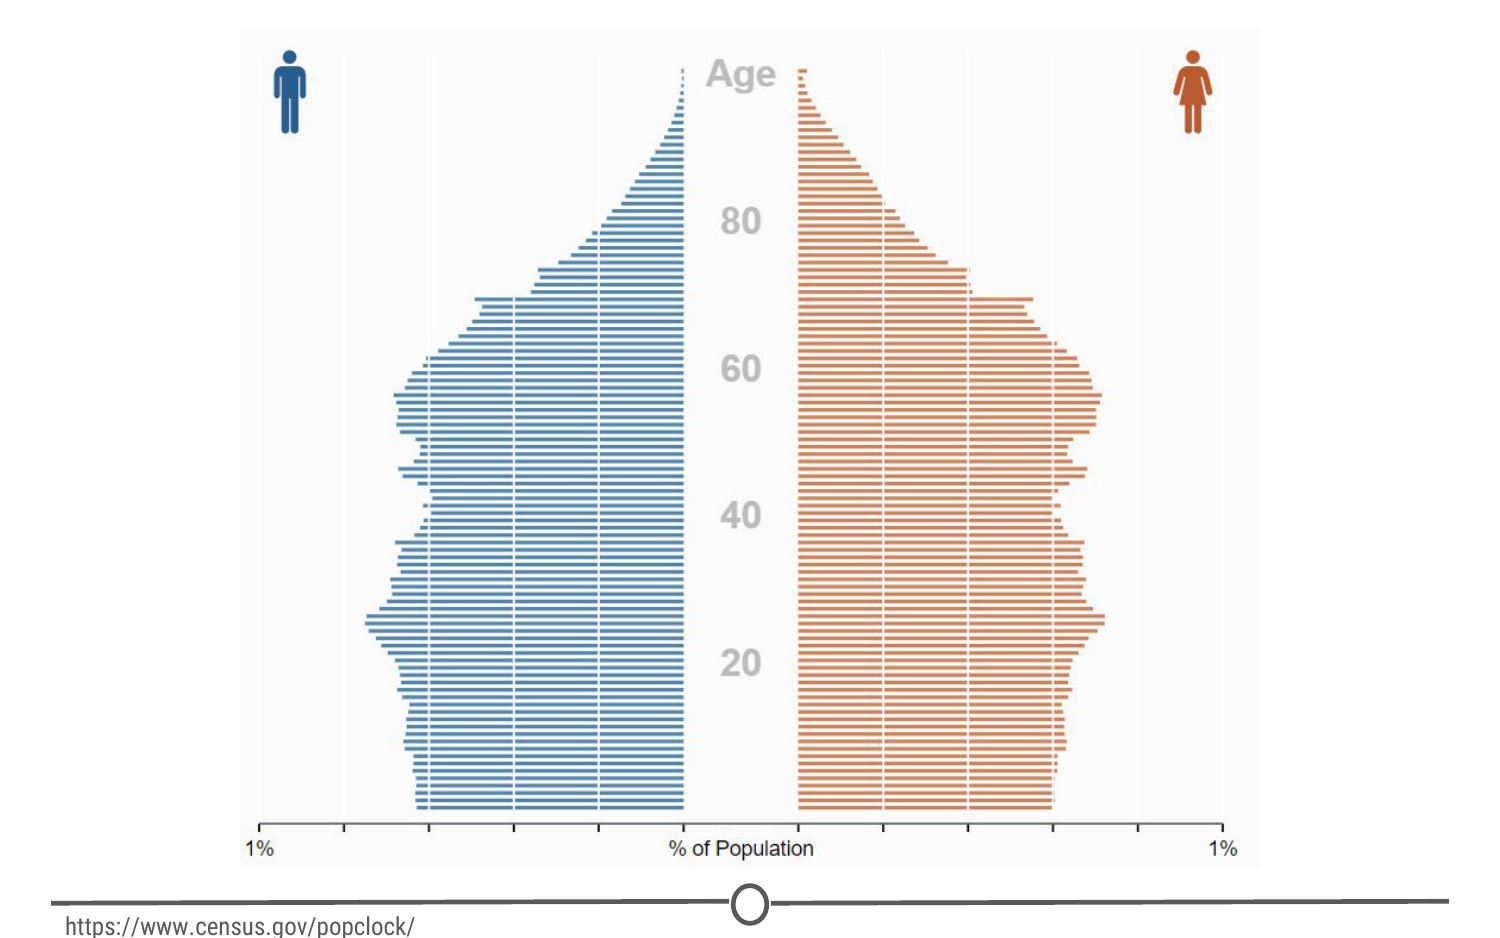 Age
80
60
40
20
1% % of Population 1%
https://www.census.gov/popclock/